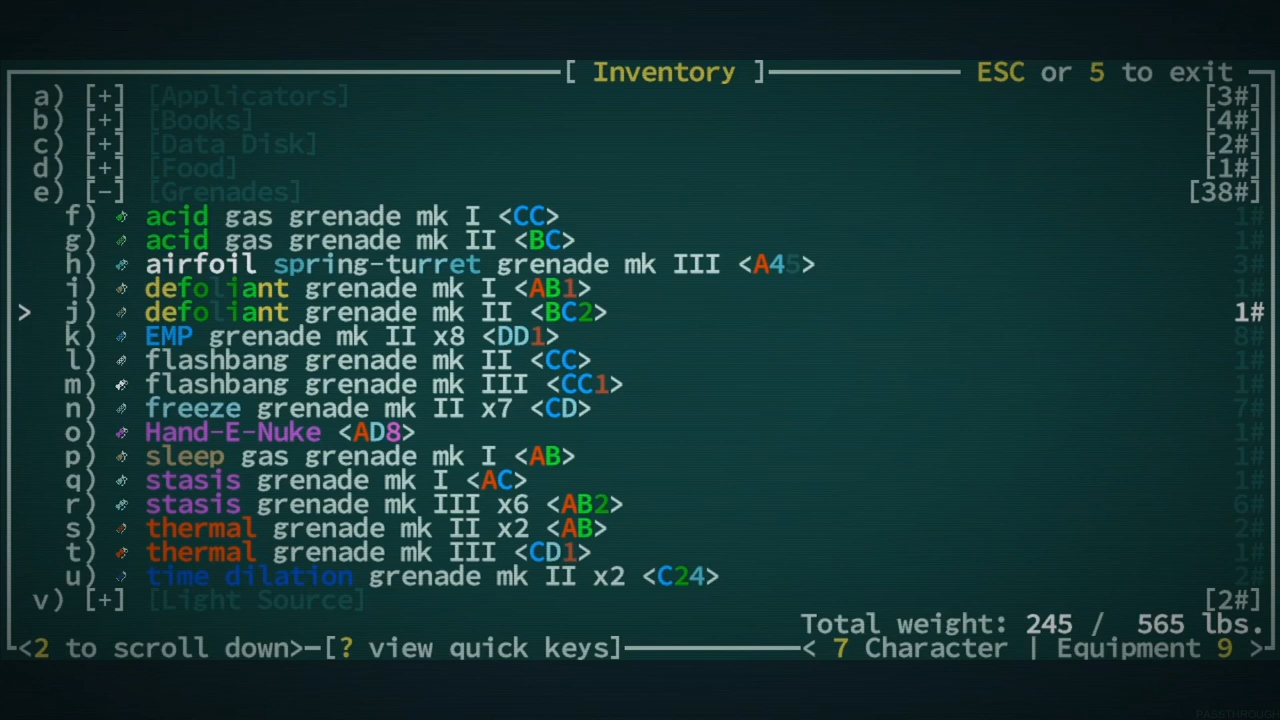 [ Inventory ] ESC or 5 to exit
a) [+] [Applicators] [3#]
b) [+] [Books] [4#]
c) [+] [Data Disk] [2#]
d) [+] [Food] [1#]
e) [-] [Grenades] [38#]
f) acid gas grenade mk I <CC> 1#
g) acid gas grenade mk II <BC> 1#
h) airfoil spring-turret grenade mk III <A45> 3#
i) defoliant grenade mk I <AB1> 1#
> j) defoliant grenade mk II <BC2> 1#
k) EMP grenade mk II x8 <DD1> 8#
l) flashbang grenade mk II <CC> 1#
m) flashbang grenade mk III <CC1> 1#
n) freeze grenade mk II x7 <CD> 7#
o) Hand-E-Nuke <AD8> 1#
p) sleep gas grenade mk I <AB> 1#
q) stasis grenade mk I <AC> 1#
r) stasis grenade mk III x6 <AB2> 6#
s) thermal grenade mk II x2 <AB> 2#
t) thermal grenade mk III <CD1> 1#
u) time dilation grenade mk II x2 <C24> 2#
v) [+] [Light Source] [2#]
Total weight: 245 / 565 lbs.
<2 to scroll down> [? view quick keys] < 7 Character | Equipment 9 >